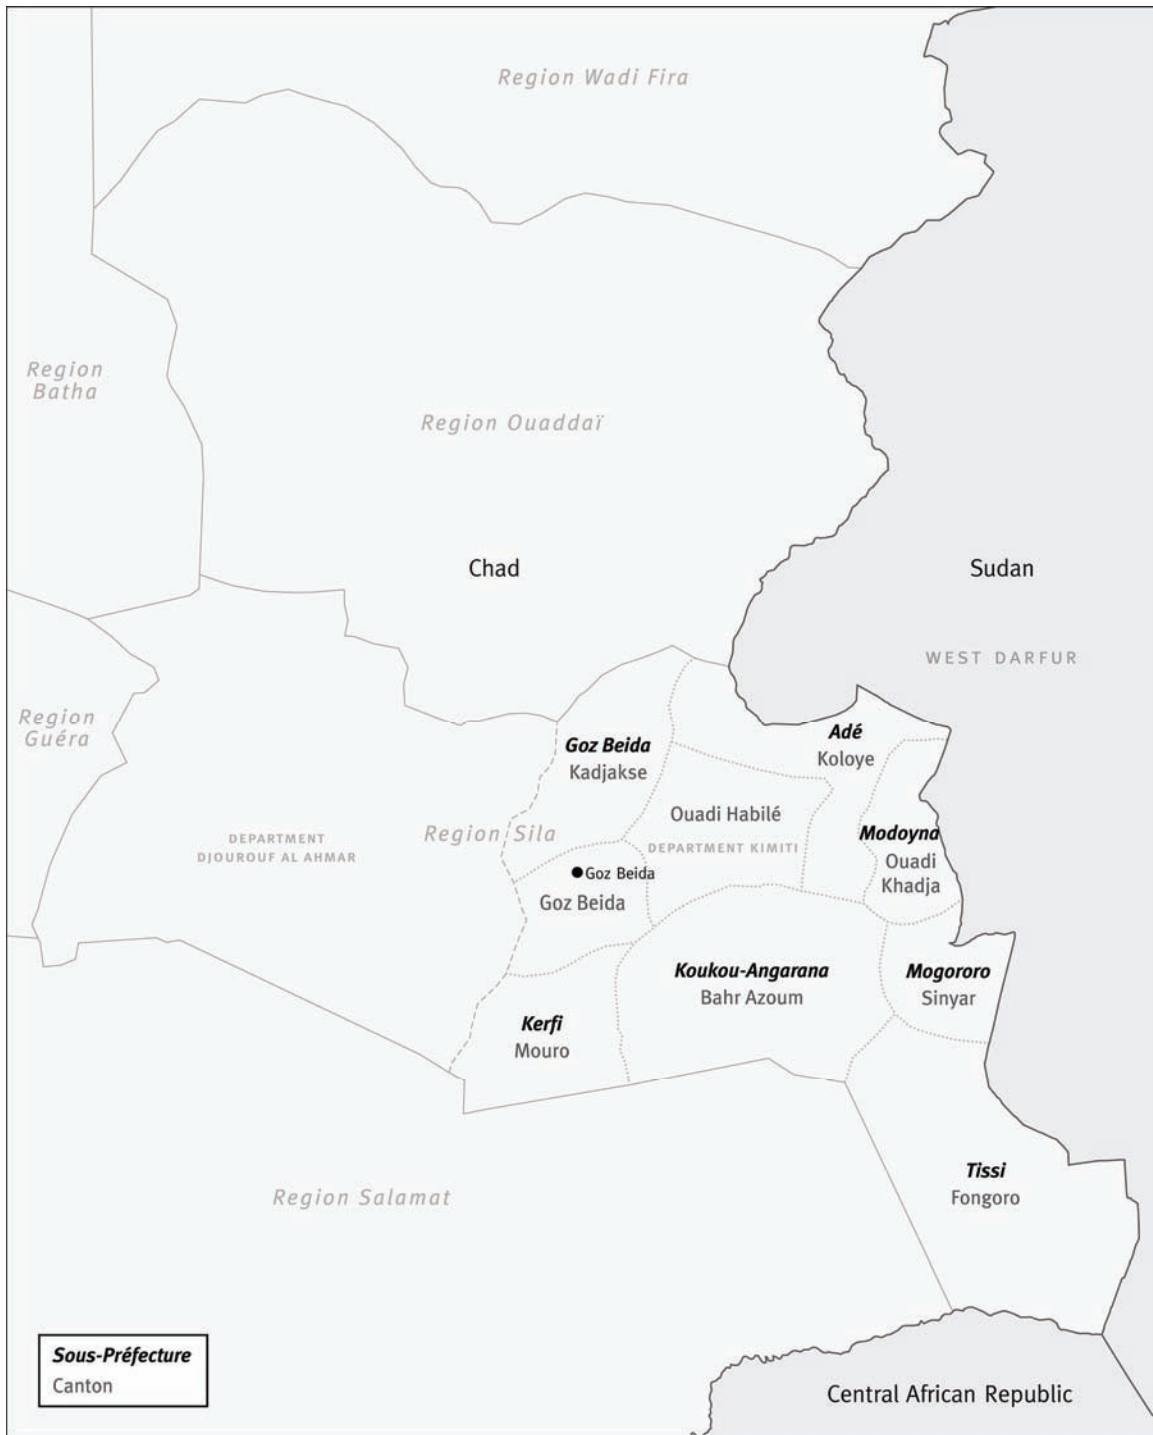 Region Wadi Fira
Region
Batha
Region Ouaddaï
Chad
Sudan
WEST DARFUR
Region
Guéra
Goz Beida
Kadjakse
Adé
Koloye
Ouadi Habilé
DEPARTMENT KIMITI
Modoyna
Ouadi
Khadja
DEPARTMENT
DJOUROUF AL AHMAR
Region Sila
Goz Beida
Goz Beida
Koukou-Angarana
Bahr Azoum
Mogororo
Sinyar
Kerfi
Mouro
Tissi
Fongoro
Region Salamat
Sous-Préfecture
Canton
Central African Republic